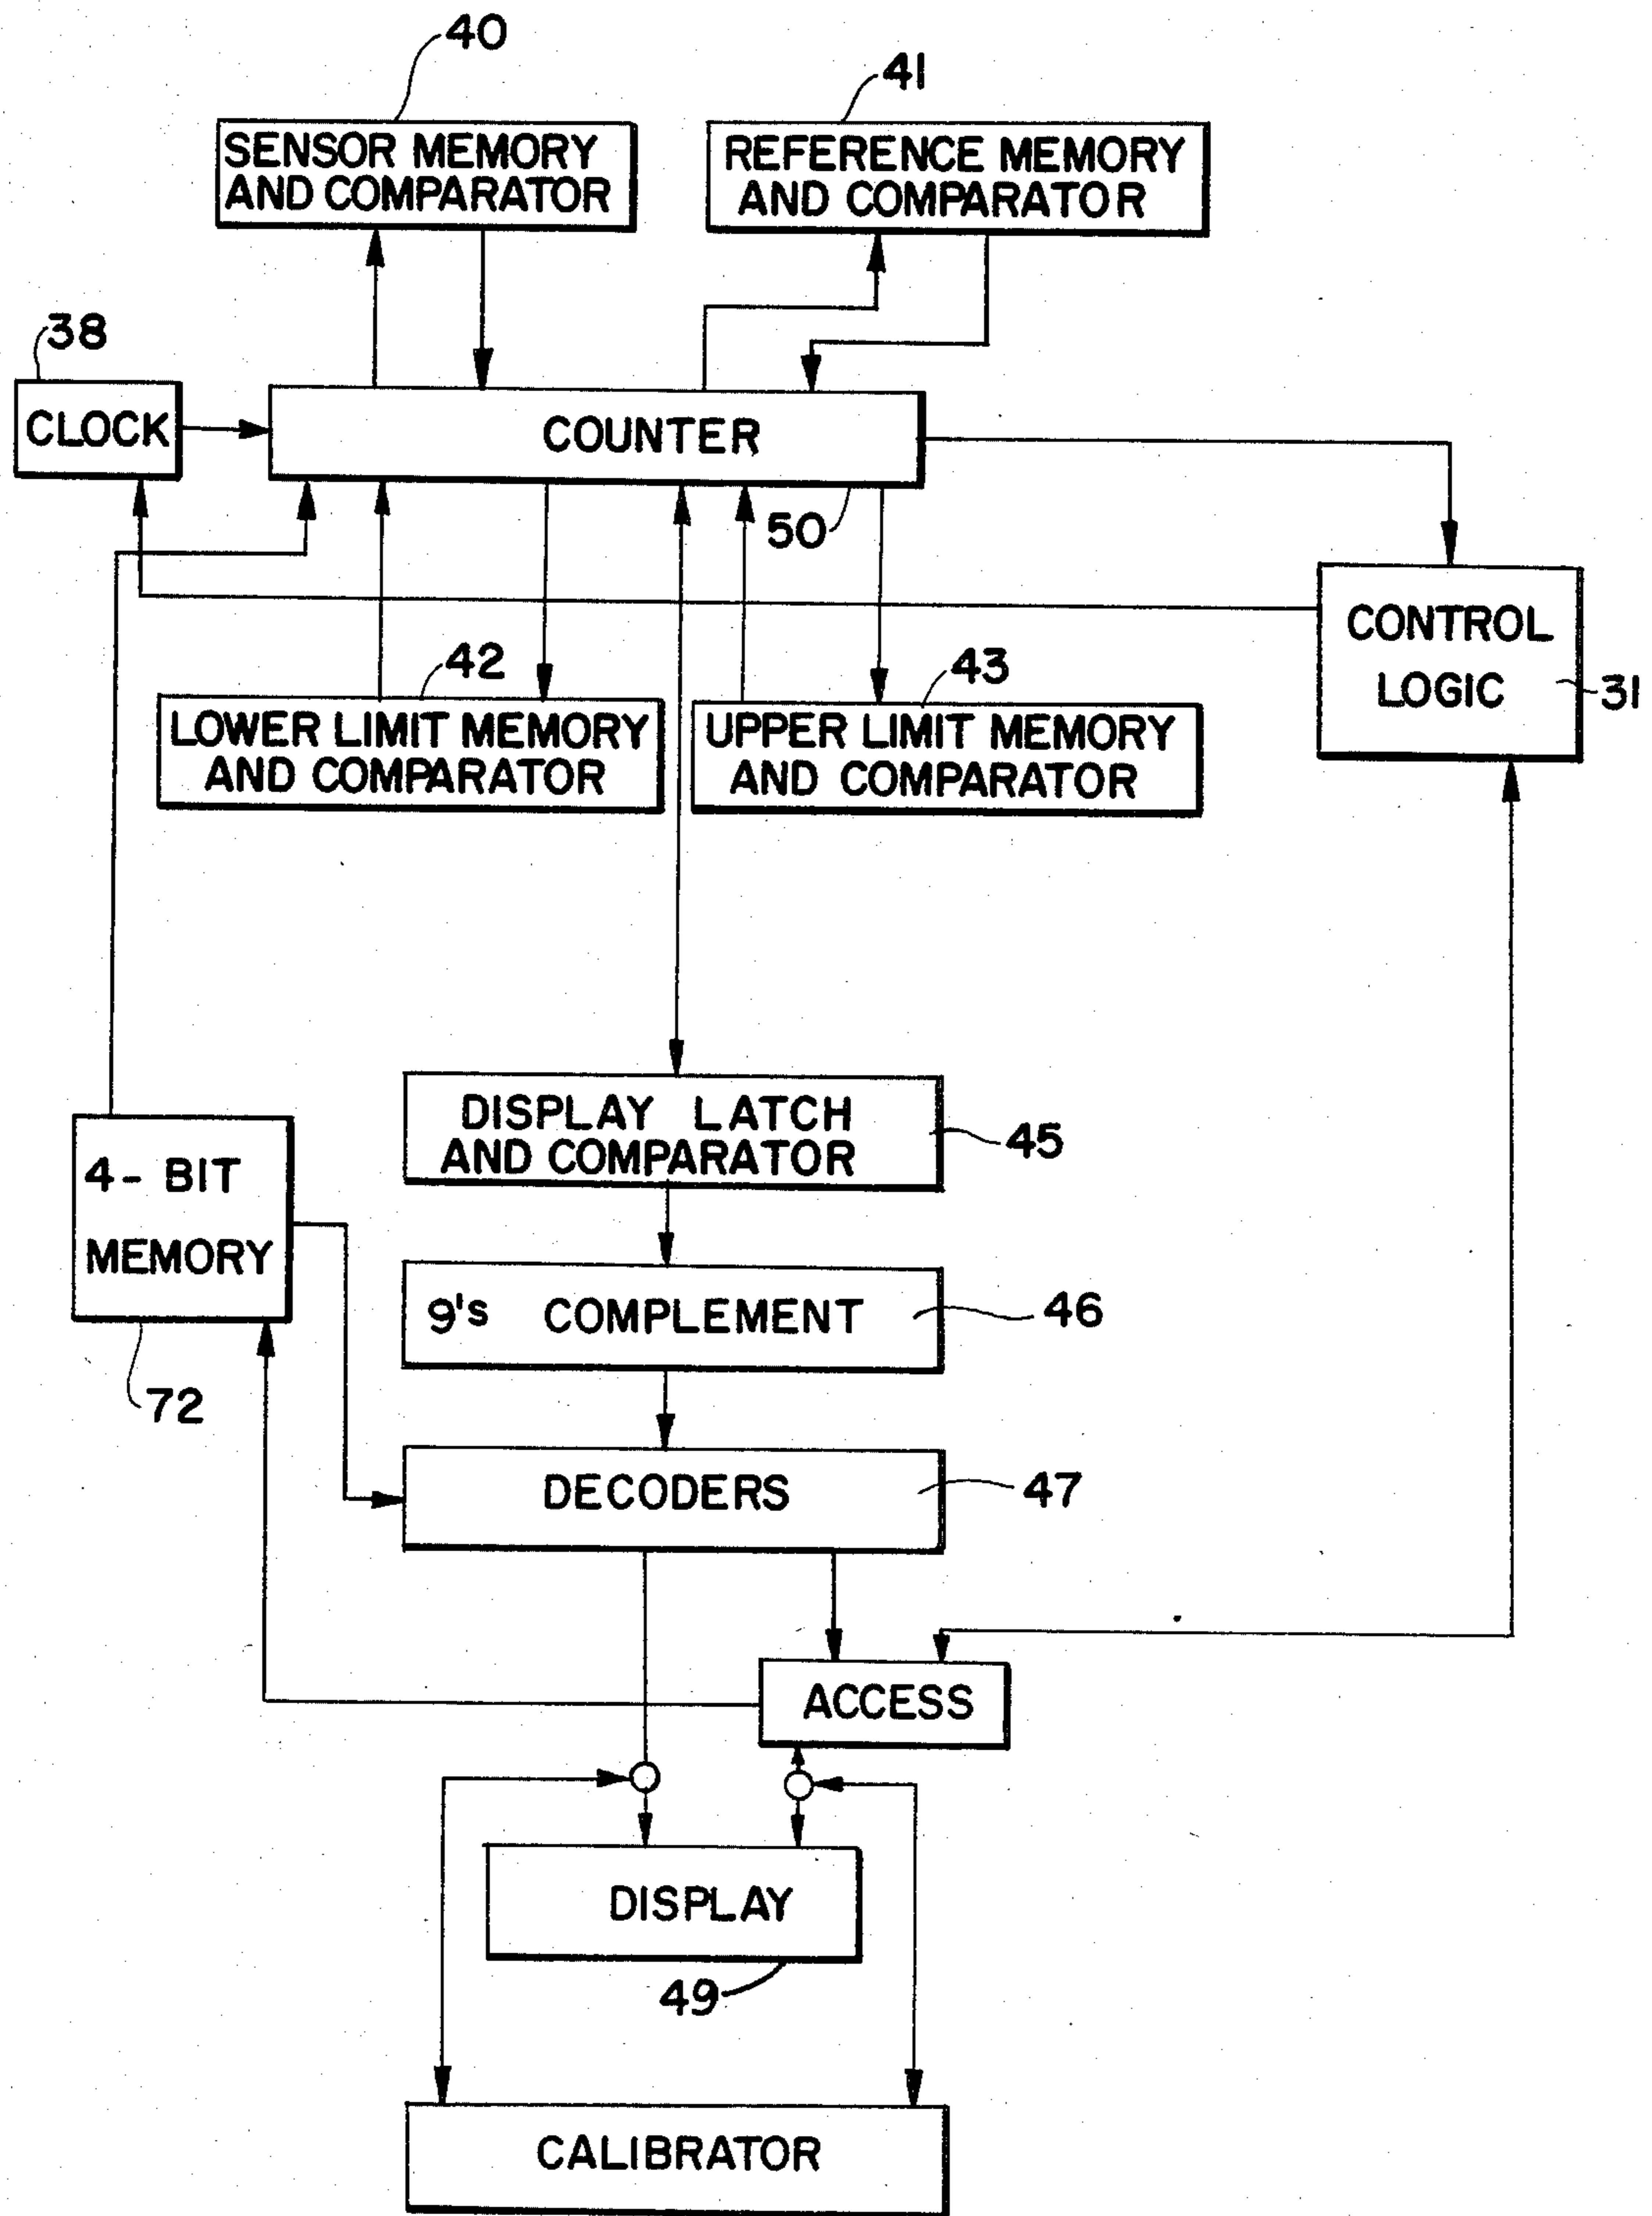 40
41
SENSOR MEMORY
AND COMPARATOR
REFERENCE MEMORY
AND COMPARATOR
38
CLOCK
COUNTER
50
CONTROL
LOGIC
31
42
43
LOWER LIMIT MEMORY
AND COMPARATOR
UPPER LIMIT MEMORY
AND COMPARATOR
DISPLAY LATCH
AND COMPARATOR
45
4- BIT
MEMORY
72
9's COMPLEMENT
46
DECODERS
47
ACCESS
DISPLAY
49
CALIBRATOR